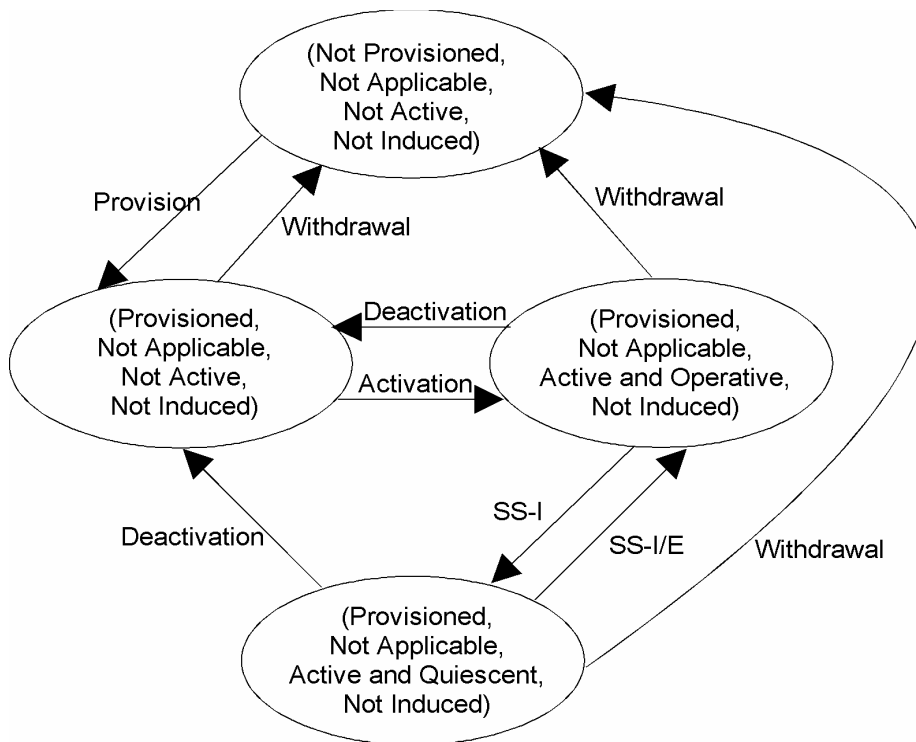 (Not Provisioned,
Not Applicable,
Not Active,
Not Induced)
Provision
Withdrawal
Withdrawal
(Provisioned,
Not Applicable,
Not Active,
Not Induced)
Deactivation
Activation
(Provisioned,
Not Applicable,
Active and Operative,
Not Induced)
Deactivation
SS-I
SS-I/E
Withdrawal
(Provisioned,
Not Applicable,
Active and Quiescent,
Not Induced)